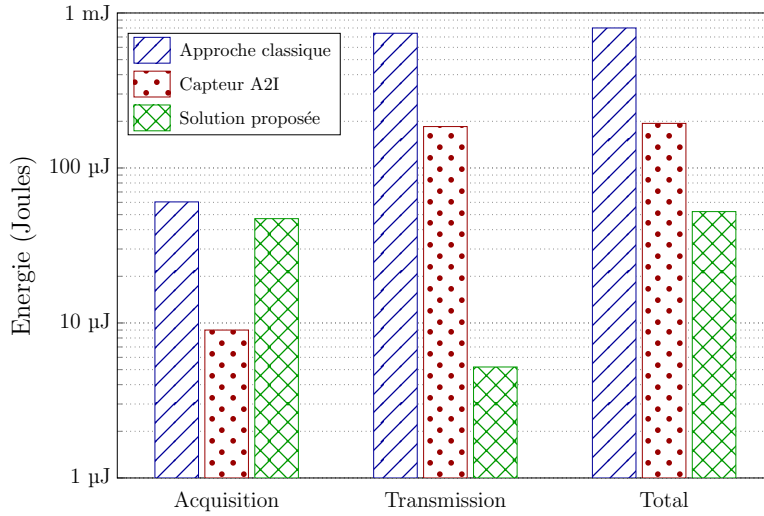 1 mJ
100 µJ
10 µJ
1 µJ
Energie (Joules)
Approche classique
Capteur A2I
Solution proposée
Acquisition
Transmission
Total